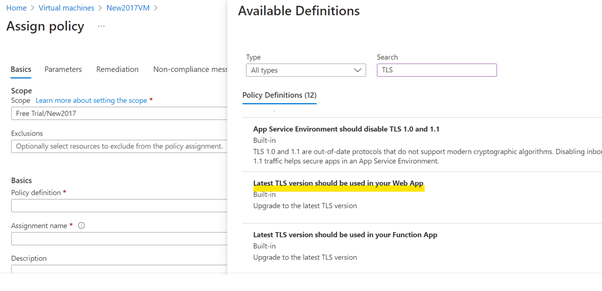 Home > Virtual machines > New2017VM >
Assign policy ...
Basics Parameters Remediation Non-compliance mess
Scope
Scope Learn more about setting the scope *
Free Trial/New2017
Exclusions
Optionally select resources to exclude from the policy assignment.
Basics
Policy definition *
Assignment name *
Description
Available Definitions
Type
All types
Search
TLS
Policy Definitions (12)
App Service Environment should disable TLS 1.0 and 1.1
Built-in
TLS 1.0 and 1.1 are out-of-date protocols that do not support modern cryptographic algorithms. Disabling inbou
1.1 traffic helps secure apps in an App Service Environment.
Latest TLS version should be used in your Web App
Built-in
Upgrade to the latest TLS version
Latest TLS version should be used in your Function App
Built-in
Upgrade to the latest TLS version